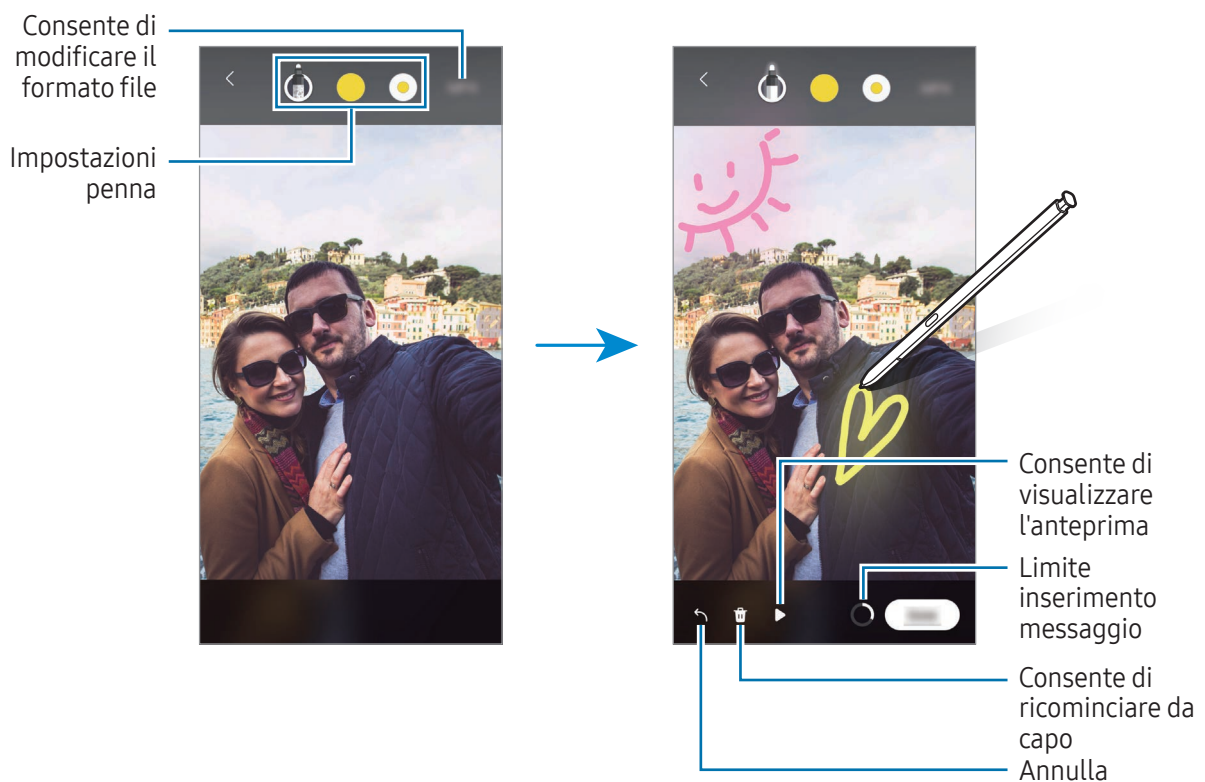 Consente di
modificare il
formato file
Impostazioni
penna
Consente di
visualizzare
l'anteprima
Limite
inserimento
messaggio
Consente di
ricominciare da
capo
Annulla